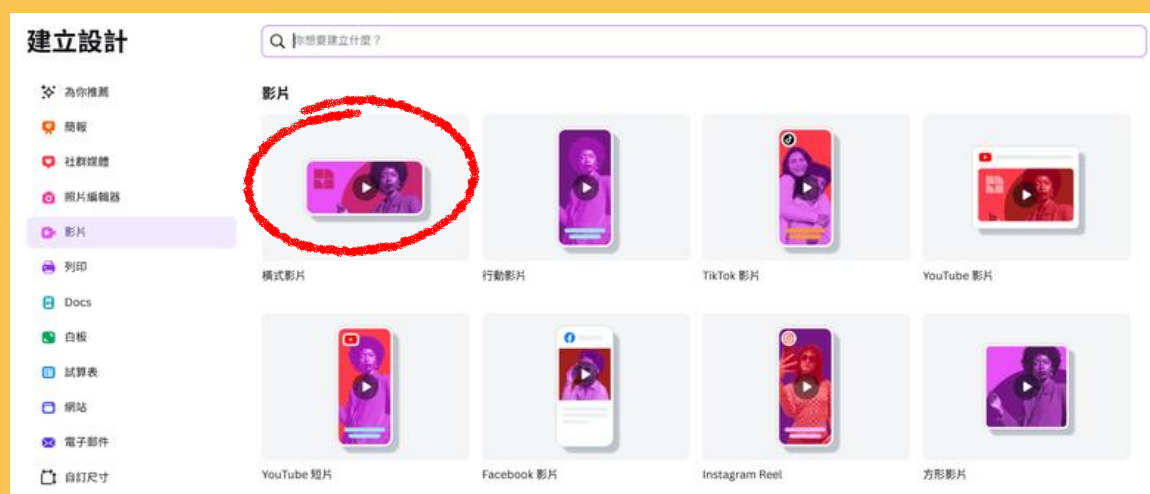 建立設計
你想要建立什麼？
為你推薦
簡報
社群媒體
照片編輯器
影片
列印
Docs
白板
試算表
網站
電子郵件
自訂尺寸
影片
橫式影片
行動影片
TikTok 影片
YouTube 影片
YouTube 短片
Facebook 影片
Instagram Reel
方形影片